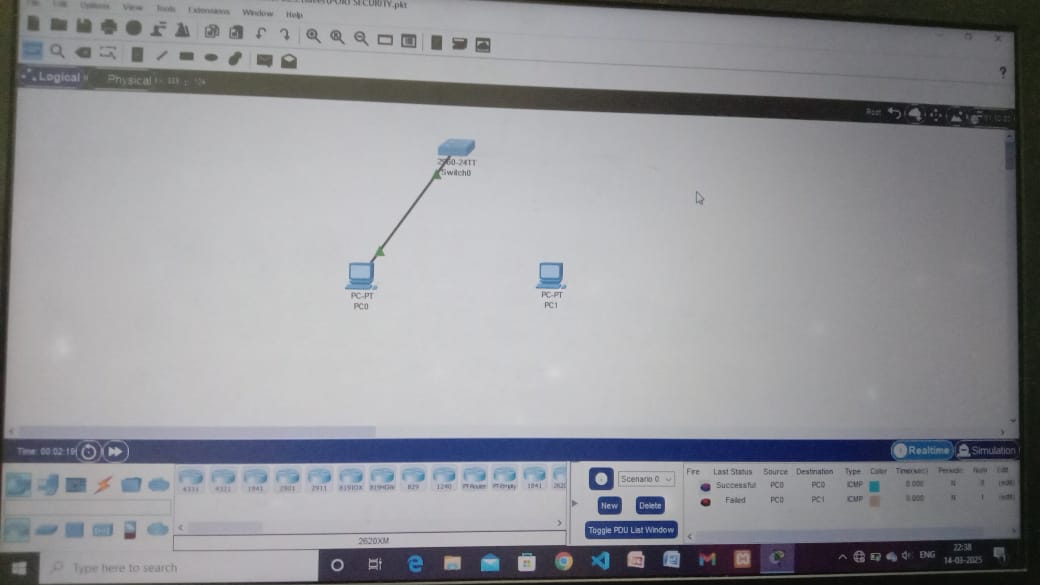 PORT SECURITY.pkt
File Edit Options View Tools Extensions Window Help
?
Logical
Physical
Root
2960-24TT
Switch0
PC-PT
PC0
PC-PT
PC1
Time: 00:02:19
Realtime
Simulation
4331 4321 1941 2901 2911 819IOX 819HGW 829 1240 PT-Router PT-Empty 1841
2620XM
Scenario 0
New
Delete
Toggle PDU List Window
Fire Last Status Source Destination Type Color Time(sec) Periodic Num Edit
Successful PC0 PC0 ICMP 0.000 N 0 (edit)
Failed PC0 PC1 ICMP 0.000 N 1 (edit)
Type here to search
ENG
22:38
14-03-2025